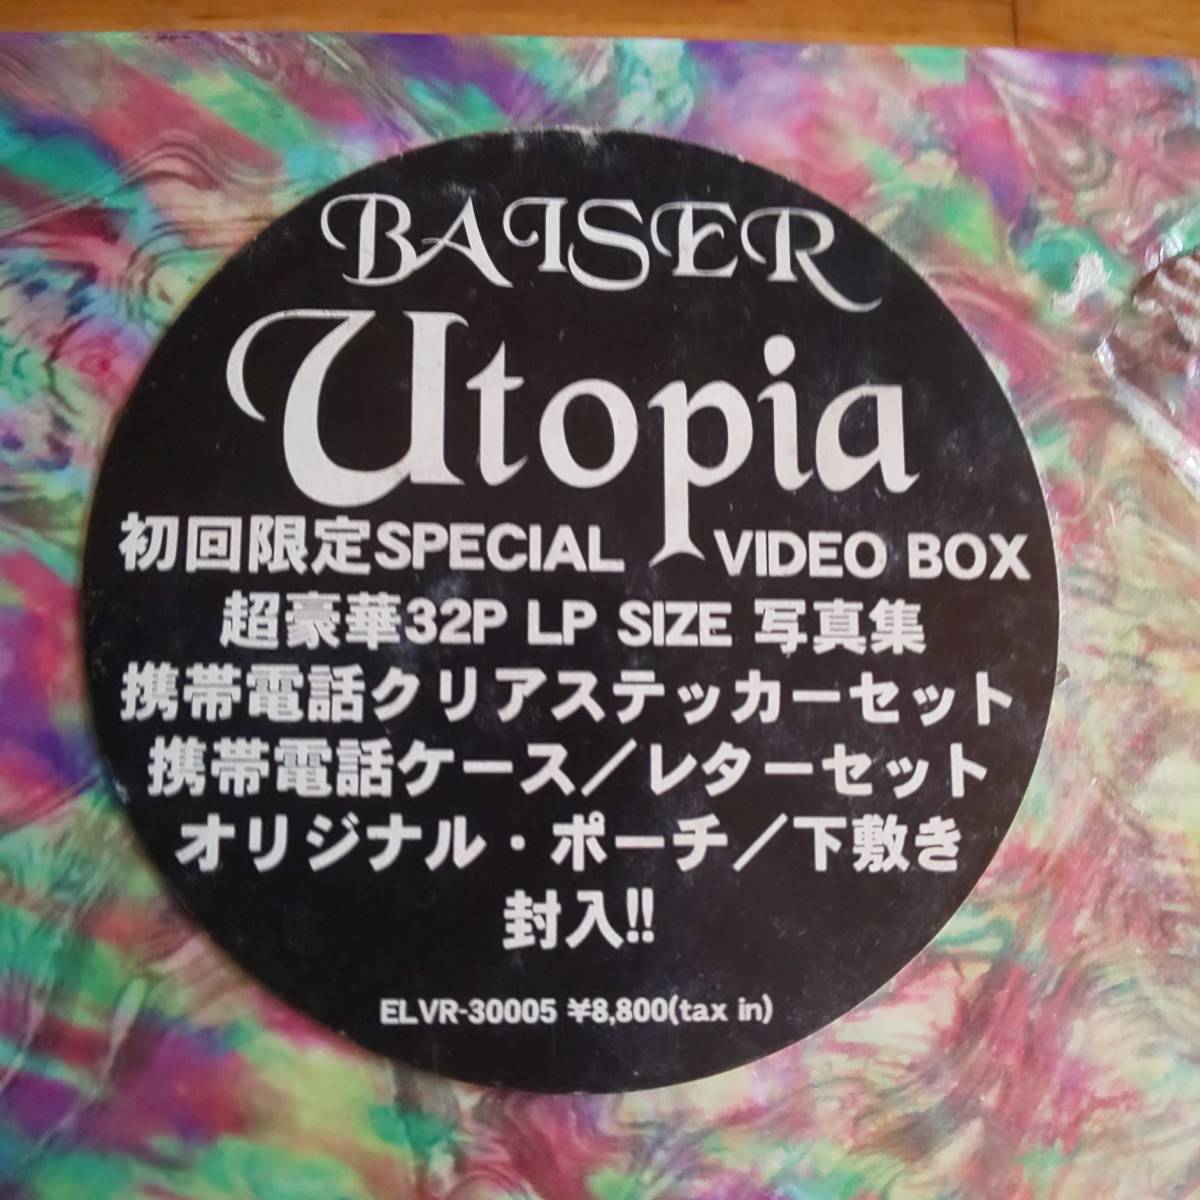 BAISER
Utopia
初回限定SPECIAL VIDEO BOX
超豪華32P LP SIZE 写真集
携帯電話クリアステッカーセット
携帯電話ケース／レターセット
オリジナル・ポーチ／下敷き
封入!!
ELVR-30005 ¥8,800(tax in)